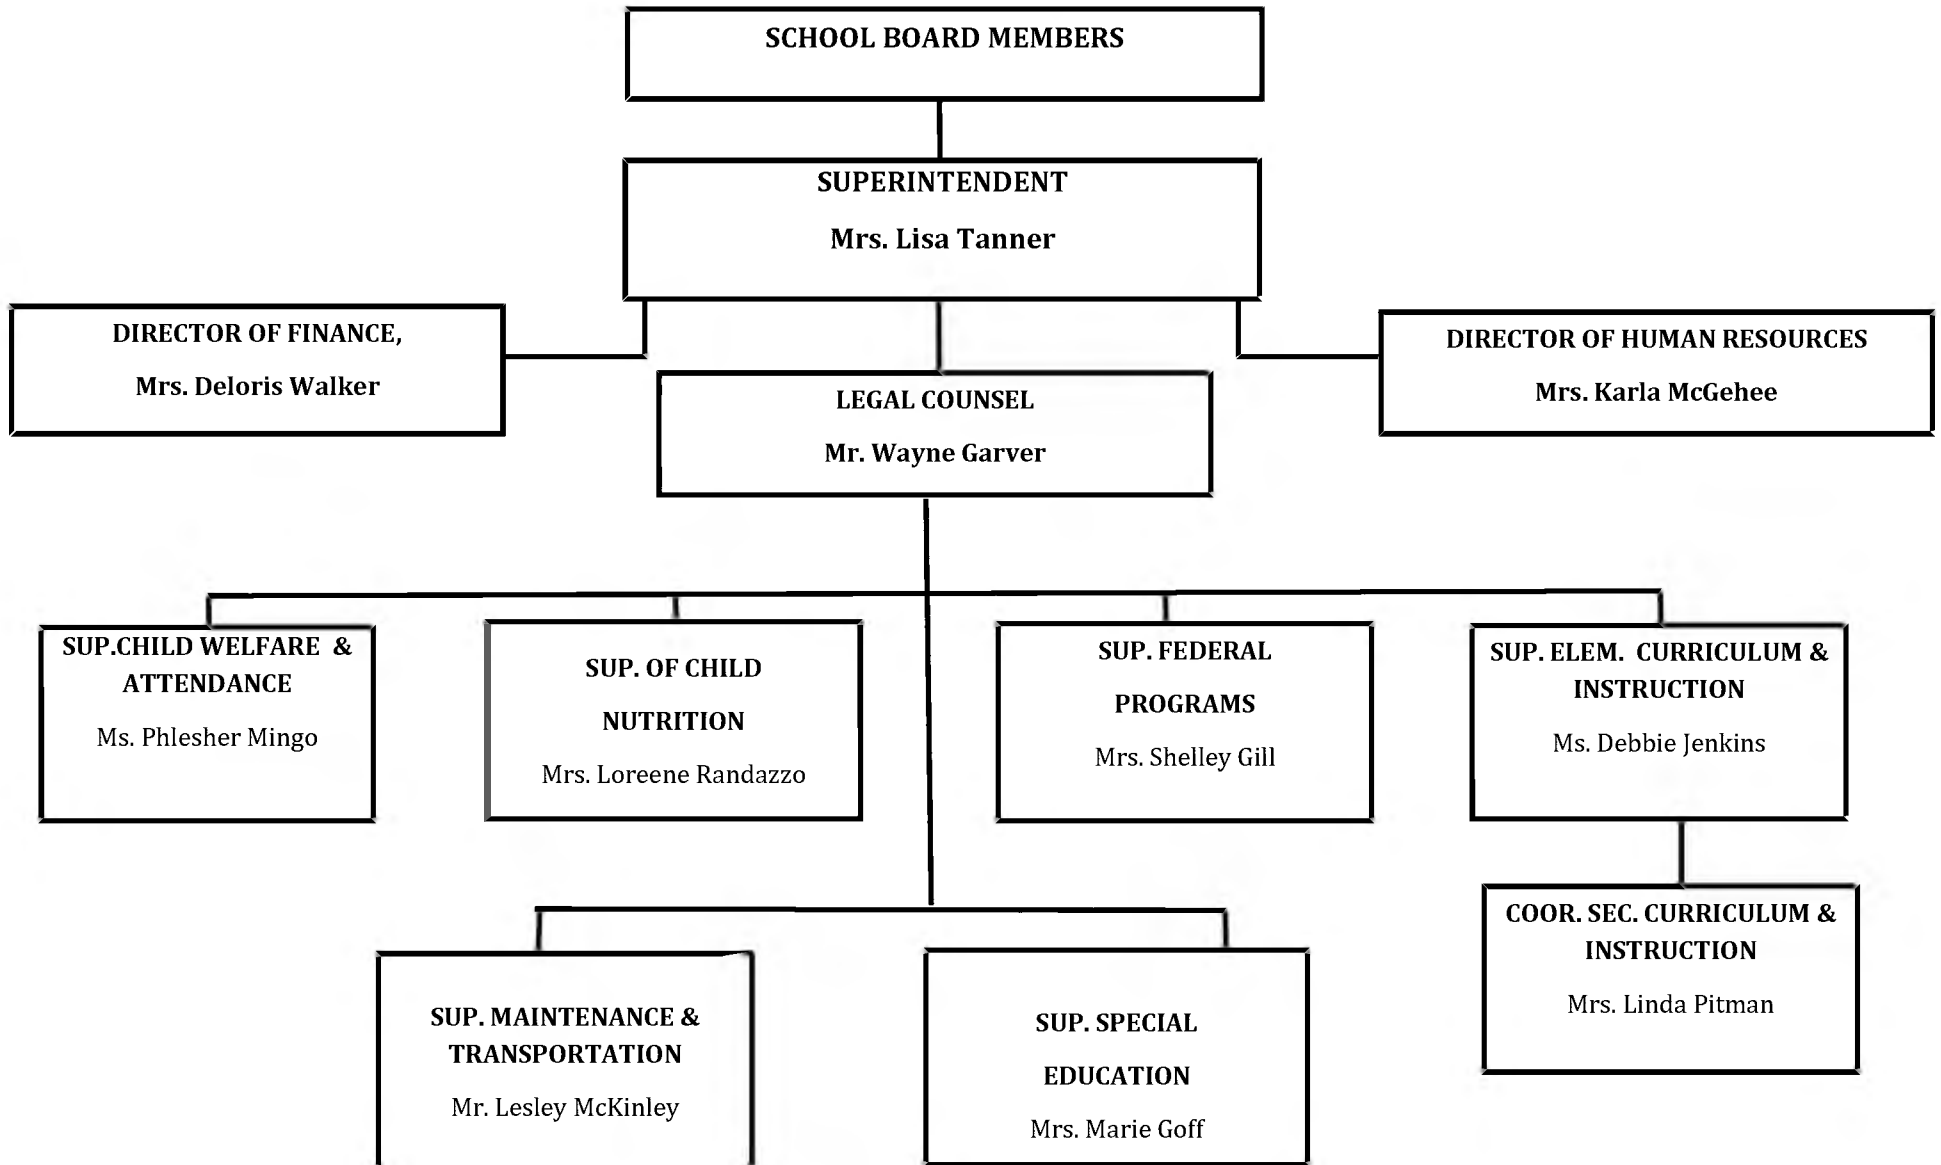 SCHOOL BOARD MEMBERS
SUPERINTENDENT
Mrs. Lisa Tanner
DIRECTOR OF FINANCE,
Mrs. Deloris Walker
LEGAL COUNSEL
Mr. Wayne Garver
DIRECTOR OF HUMAN RESOURCES
Mrs. Karla McGehee
SUP.CHILD WELFARE &
ATTENDANCE
Ms. Phlesher Mingo
SUP. OF CHILD
NUTRITION
Mrs. Loreene Randazzo
SUP. FEDERAL
PROGRAMS
Mrs. Shelley Gill
SUP. ELEM. CURRICULUM &
INSTRUCTION
Ms. Debbie Jenkins
COOR. SEC. CURRICULUM &
INSTRUCTION
Mrs. Linda Pitman
SUP. MAINTENANCE &
TRANSPORTATION
Mr. Lesley McKinley
SUP. SPECIAL
EDUCATION
Mrs. Marie Goff